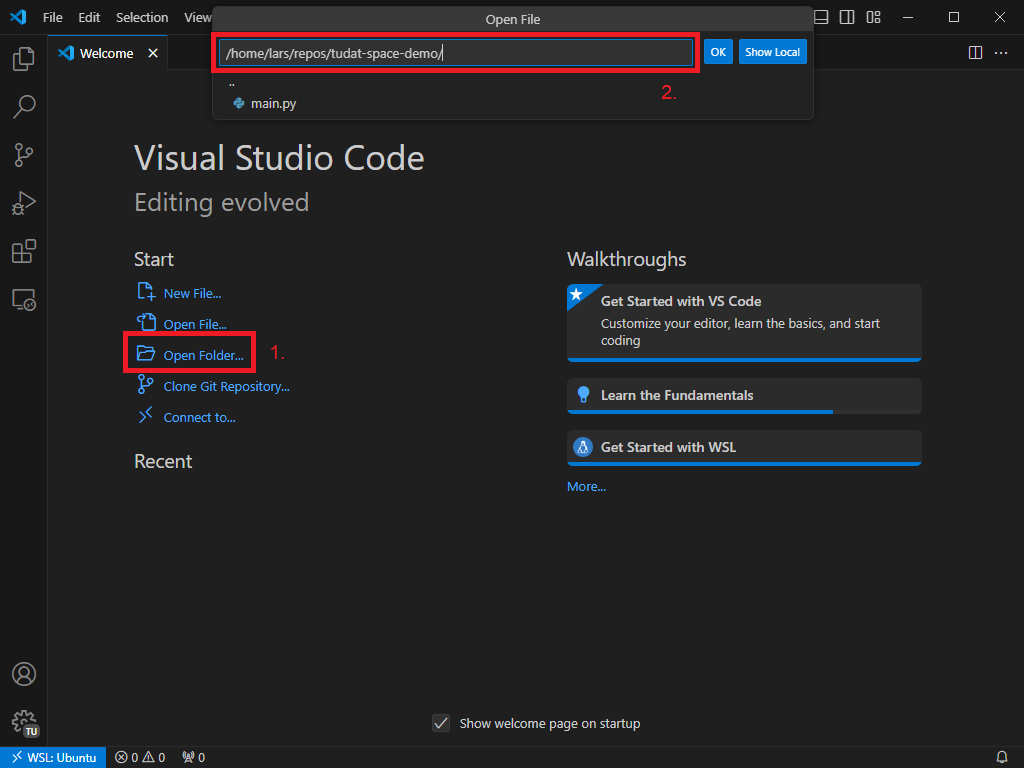 File Edit Selection View
Open File
Welcome
/home/lars/repos/tudat-space-demo/
OK
Show Local
..
main.py
2.
Visual Studio Code
Editing evolved
Start
New File...
Open File...
Open Folder...
1.
Clone Git Repository...
Connect to...
Recent
Walkthroughs
Get Started with VS Code
Customize your editor, learn the basics, and start
coding
Learn the Fundamentals
Get Started with WSL
More...
Show welcome page on startup
TU
WSL: Ubuntu 0 0 0